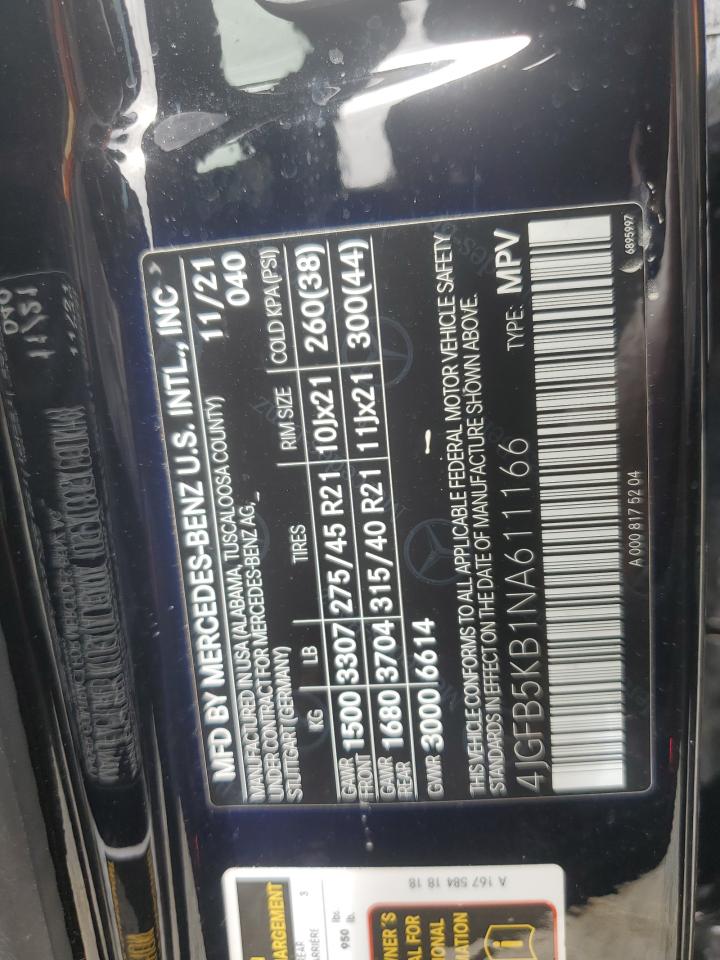 MFD BY MERCEDES-BENZ U.S. INTL., INC
MANUFACTURED IN USA (ALABAMA, TUSCALOOSA COUNTY) 11/21
UNDER CONTRACT FOR MERCEDES-BENZ AG, 040
STUTTGART (GERMANY)
KG LB TIRES RIM SIZE COLD KPA (PSI)
GAWR FRONT 1500 3307 275/45 R21 10Jx21 260(38)
GAWR REAR 1680 3704 315/40 R21 11Jx21 300(44)
GVWR 3000 6614
THIS VEHICLE CONFORMS TO ALL APPLICABLE FEDERAL MOTOR VEHICLE SAFETY
STANDARDS IN EFFECT ON THE DATE OF MANUFACTURE SHOWN ABOVE.
4JGFB5KB1NA611166 TYPE: MPV
A 000 817 52 04 6895997
A 167 584 18 18
ARGEMENT
3
950 lb.
lbs.